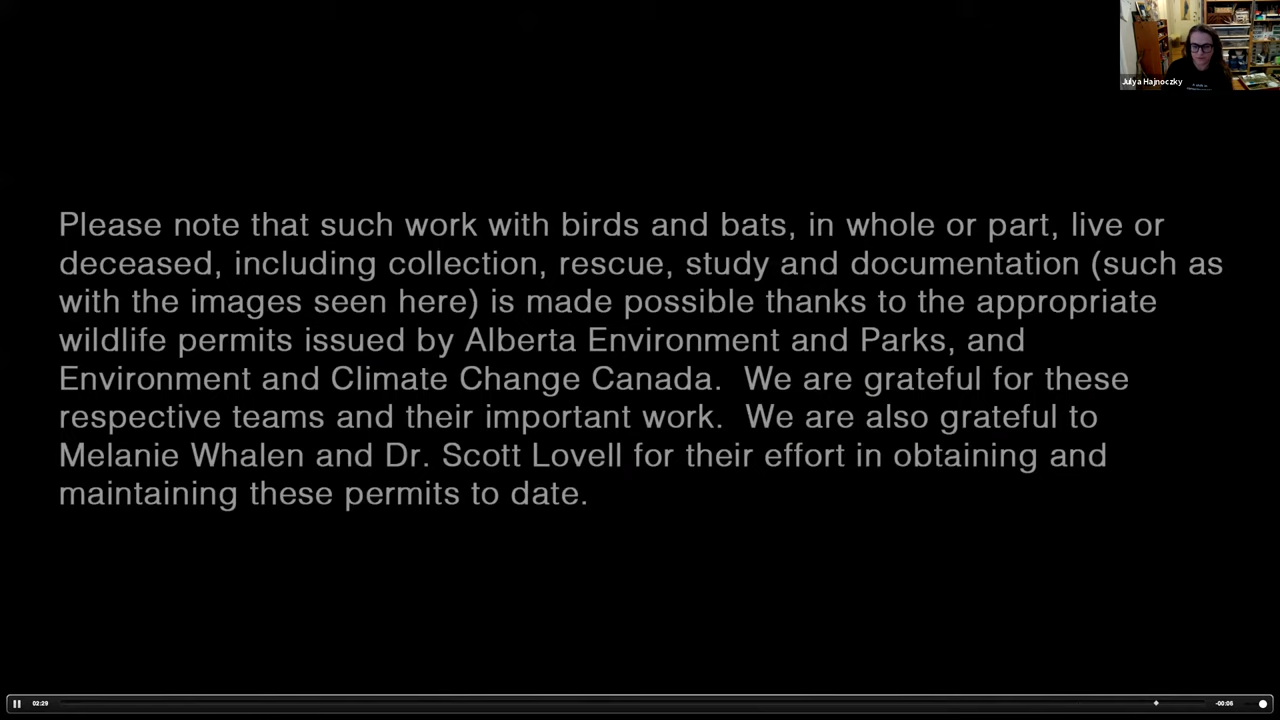 Julya Hajnoczky
Please note that such work with birds and bats, in whole or part, live or
deceased, including collection, rescue, study and documentation (such as
with the images seen here) is made possible thanks to the appropriate
wildlife permits issued by Alberta Environment and Parks, and
Environment and Climate Change Canada.  We are grateful for these
respective teams and their important work.  We are also grateful to
Melanie Whalen and Dr. Scott Lovell for their effort in obtaining and
maintaining these permits to date.
02:29
-00:06